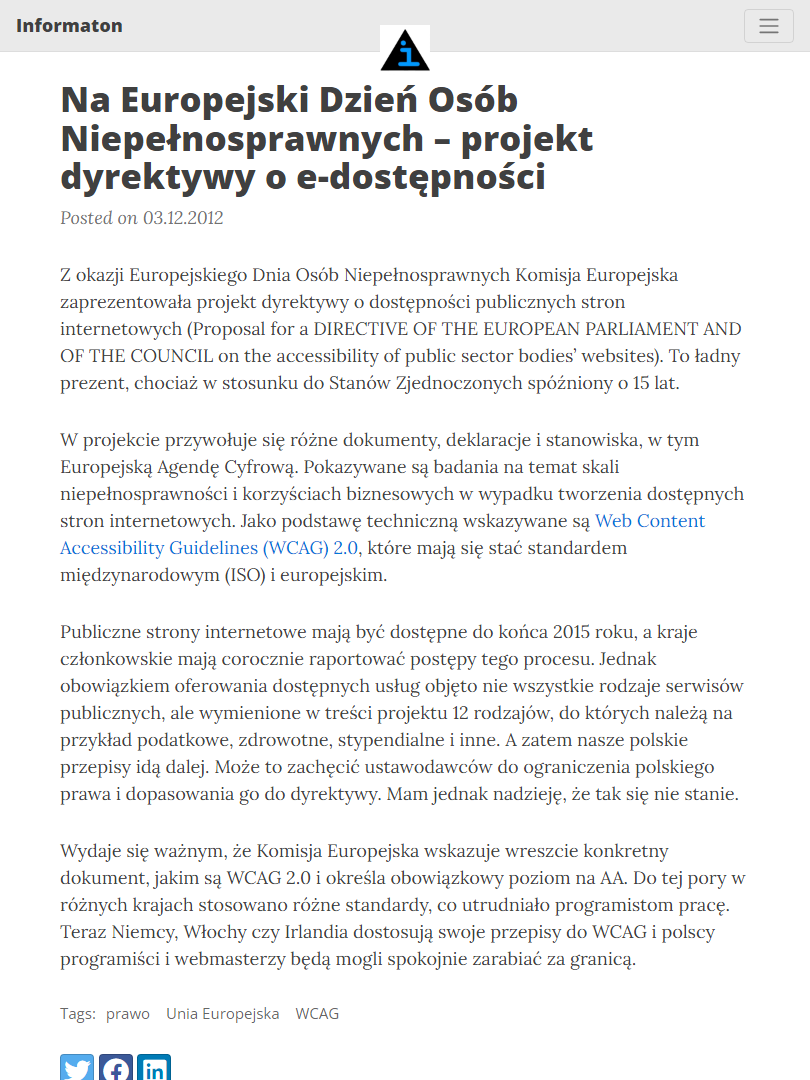 Informaton
i
Na Europejski Dzień Osób
Niepełnosprawnych – projekt
dyrektywy o e-dostępności
Posted on 03.12.2012
Z okazji Europejskiego Dnia Osób Niepełnosprawnych Komisja Europejska
zaprezentowała projekt dyrektywy o dostępności publicznych stron
internetowych (Proposal for a DIRECTIVE OF THE EUROPEAN PARLIAMENT AND
OF THE COUNCIL on the accessibility of public sector bodies’ websites). To ładny
prezent, chociaż w stosunku do Stanów Zjednoczonych spóźniony o 15 lat.
W projekcie przywołuje się różne dokumenty, deklaracje i stanowiska, w tym
Europejską Agendę Cyfrową. Pokazywane są badania na temat skali
niepełnosprawności i korzyściach biznesowych w wypadku tworzenia dostępnych
stron internetowych. Jako podstawę techniczną wskazywane są Web Content
Accessibility Guidelines (WCAG) 2.0, które mają się stać standardem
międzynarodowym (ISO) i europejskim.
Publiczne strony internetowe mają być dostępne do końca 2015 roku, a kraje
członkowskie mają corocznie raportować postępy tego procesu. Jednak
obowiązkiem oferowania dostępnych usług objęto nie wszystkie rodzaje serwisów
publicznych, ale wymienione w treści projektu 12 rodzajów, do których należą na
przykład podatkowe, zdrowotne, stypendialne i inne. A zatem nasze polskie
przepisy idą dalej. Może to zachęcić ustawodawców do ograniczenia polskiego
prawa i dopasowania go do dyrektywy. Mam jednak nadzieję, że tak się nie stanie.
Wydaje się ważnym, że Komisja Europejska wskazuje wreszcie konkretny
dokument, jakim są WCAG 2.0 i określa obowiązkowy poziom na AA. Do tej pory w
różnych krajach stosowano różne standardy, co utrudniało programistom pracę.
Teraz Niemcy, Włochy czy Irlandia dostosują swoje przepisy do WCAG i polscy
programiści i webmasterzy będą mogli spokojnie zarabiać za granicą.
Tags: prawo Unia Europejska WCAG